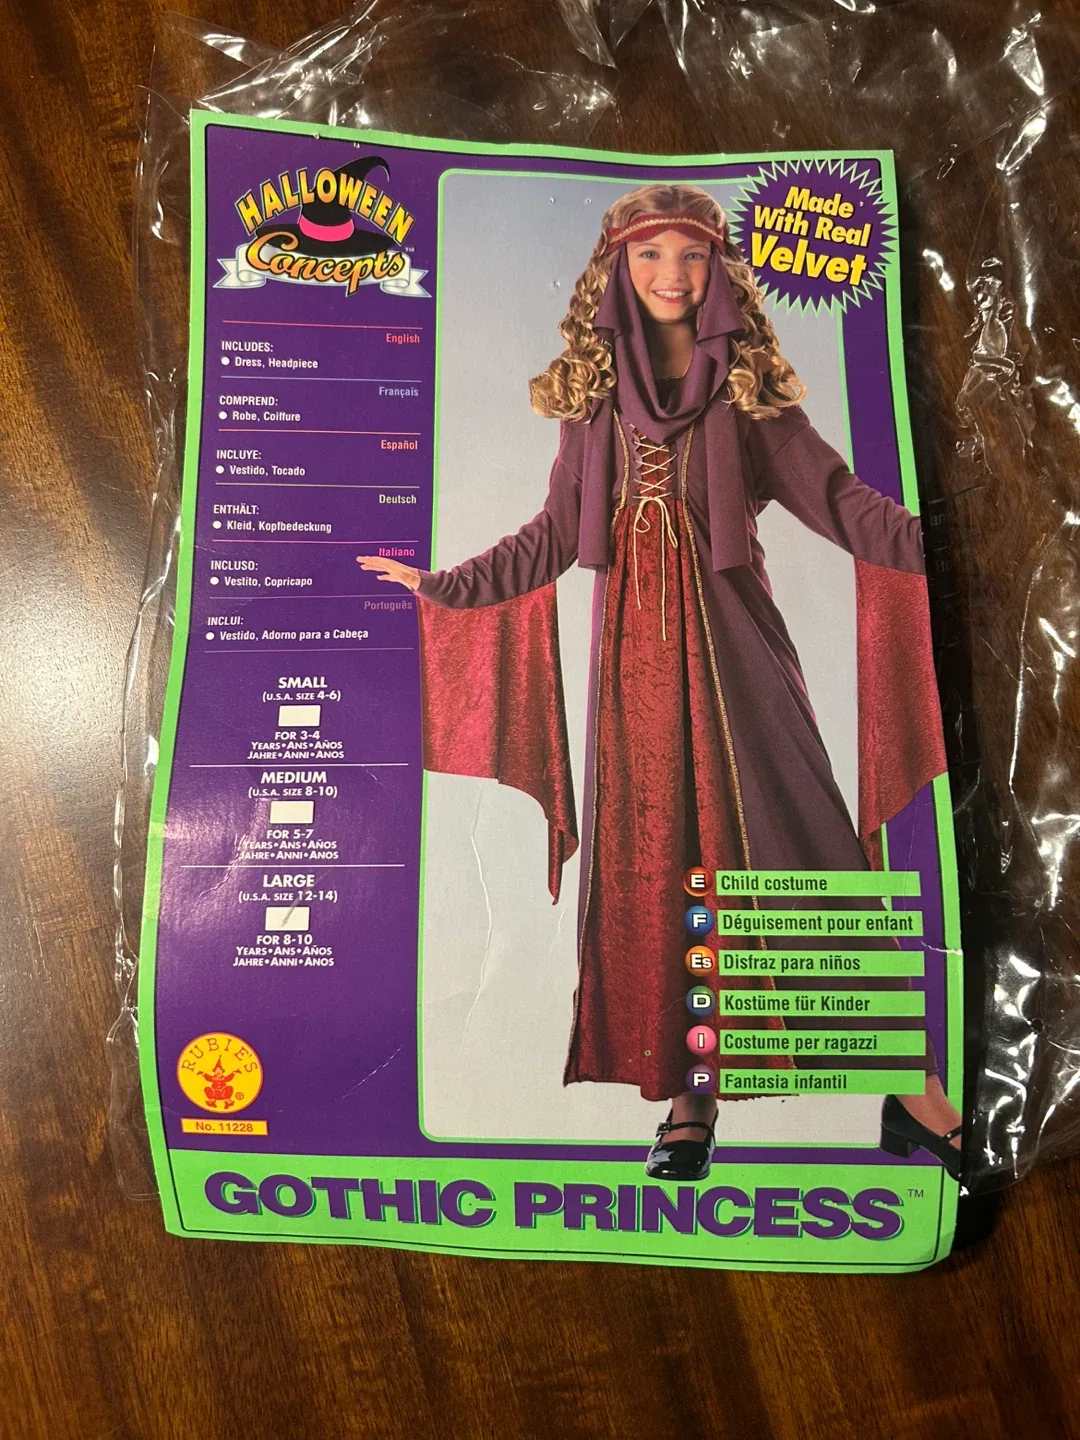 HALLOWEEN
Concepts™
Made
With Real
Velvet
English
INCLUDES:
● Dress, Headpiece
Français
COMPREND:
● Robe, Coiffure
Español
INCLUYE:
● Vestido, Tocado
Deutsch
ENTHÄLT:
● Kleid, Kopfbedeckung
Italiano
INCLUSO:
● Vestito, Copricapo
Português
INCLUI:
● Vestido, Adorno para a Cabeça
SMALL
(U.S.A. SIZE 4-6)
FOR 3-4
YEARS•ANS•AÑOS
JAHRE•ANNI•ANOS
MEDIUM
(U.S.A. SIZE 8-10)
FOR 5-7
YEARS•ANS•AÑOS
JAHRE•ANNI•ANOS
LARGE
(U.S.A. SIZE 12-14)
FOR 8-10
YEARS•ANS•AÑOS
JAHRE•ANNI•ANOS
E Child costume
F Déguisement pour enfant
Es Disfraz para niños
D Kostüme für Kinder
I Costume per ragazzi
P Fantasia infantil
RUBIE'S ®
No. 11228
GOTHIC PRINCESS™